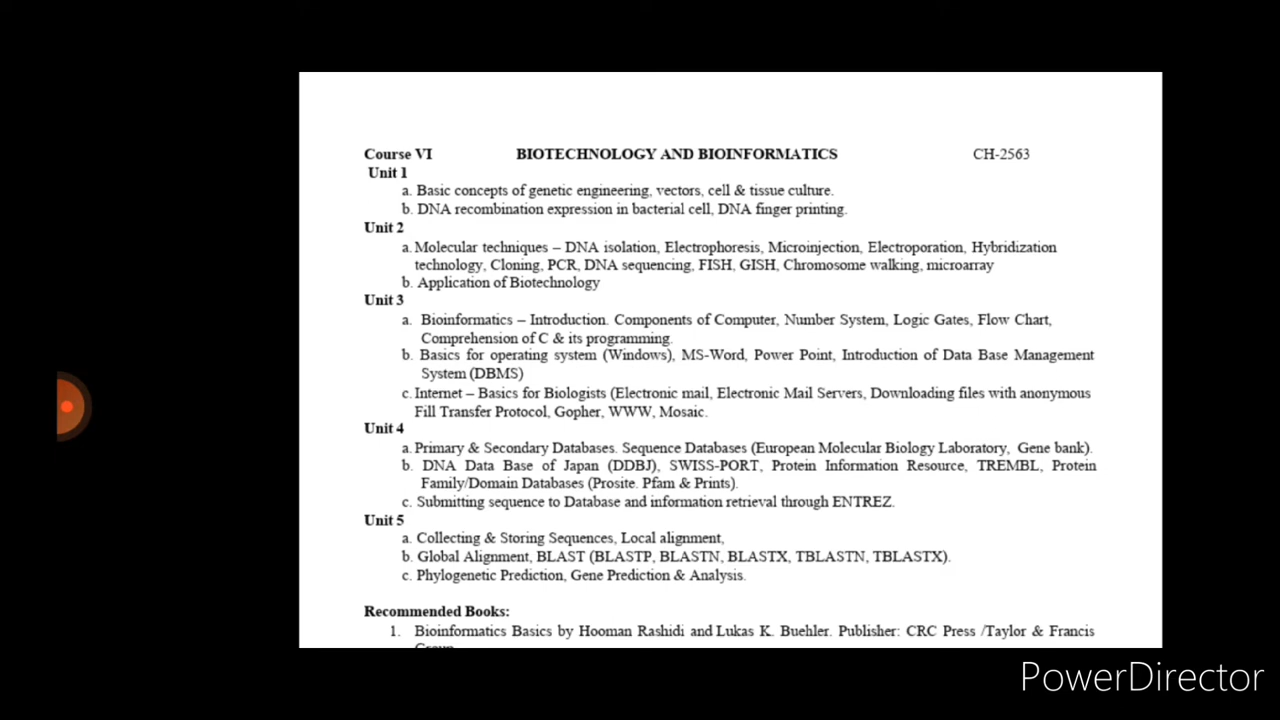 Course VI BIOTECHNOLOGY AND BIOINFORMATICS CH-2563
Unit 1
a. Basic concepts of genetic engineering, vectors, cell & tissue culture.
b. DNA recombination expression in bacterial cell, DNA finger printing.
Unit 2
a. Molecular techniques – DNA isolation, Electrophoresis, Microinjection, Electroporation, Hybridization
technology, Cloning, PCR, DNA sequencing, FISH, GISH, Chromosome walking, microarray
b. Application of Biotechnology
Unit 3
a. Bioinformatics – Introduction. Components of Computer, Number System, Logic Gates, Flow Chart,
Comprehension of C & its programming.
b. Basics for operating system (Windows), MS-Word, Power Point, Introduction of Data Base Management
System (DBMS)
c. Internet – Basics for Biologists (Electronic mail, Electronic Mail Servers, Downloading files with anonymous
Fill Transfer Protocol, Gopher, WWW, Mosaic.
Unit 4
a. Primary & Secondary Databases. Sequence Databases (European Molecular Biology Laboratory, Gene bank).
b. DNA Data Base of Japan (DDBJ), SWISS-PORT, Protein Information Resource, TREMBL, Protein
Family/Domain Databases (Prosite. Pfam & Prints).
c. Submitting sequence to Database and information retrieval through ENTREZ.
Unit 5
a. Collecting & Storing Sequences, Local alignment,
b. Global Alignment, BLAST (BLASTP, BLASTN, BLASTX, TBLASTN, TBLASTX).
c. Phylogenetic Prediction, Gene Prediction & Analysis.
Recommended Books:
1. Bioinformatics Basics by Hooman Rashidi and Lukas K. Buehler. Publisher: CRC Press /Taylor & Francis
PowerDirector